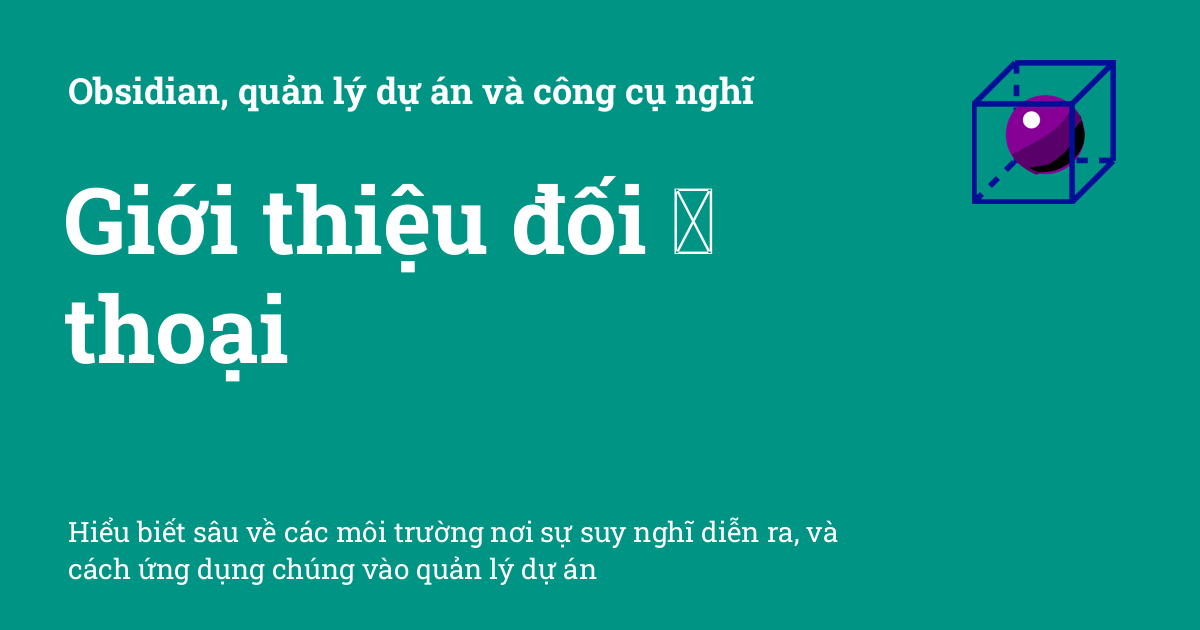 Obsidian, quản lý dự án và công cụ nghĩ
Giới thiệu đối
thoại
Hiểu biết sâu về các môi trường nơi sự suy nghĩ diễn ra, và
cách ứng dụng chúng vào quản lý dự án